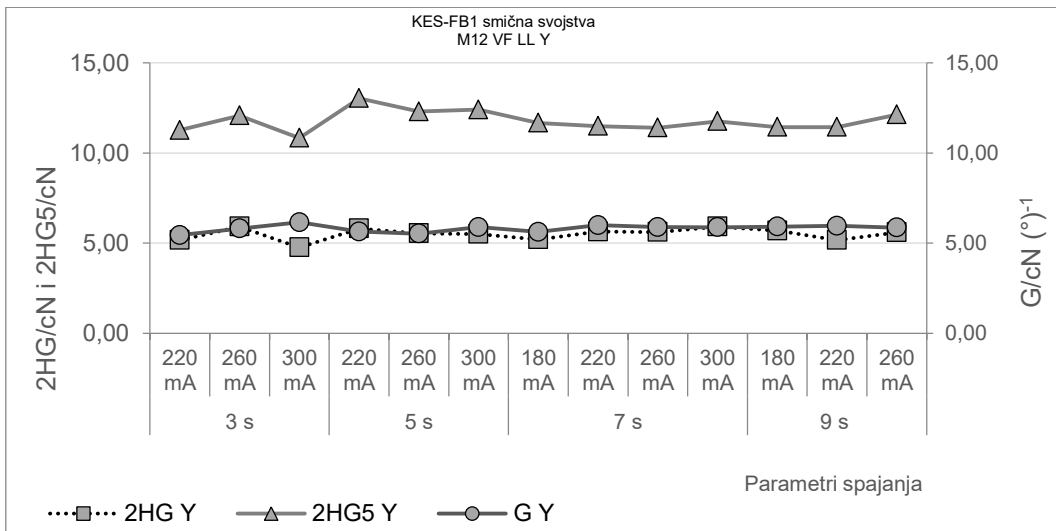 KES-FB1 smična svojstva
M12 VF LL Y
2HG/cN i 2HG5/cN
15,00
10,00
5,00
0,00
15,00
10,00
5,00
0,00
G/cN (°)-1
220 mA 260 mA 300 mA 220 mA 260 mA 300 mA 180 mA 220 mA 260 mA 300 mA 180 mA 220 mA 260 mA
3 s 5 s 7 s 9 s
Parametri spajanja
2HG Y 2HG5 Y G Y